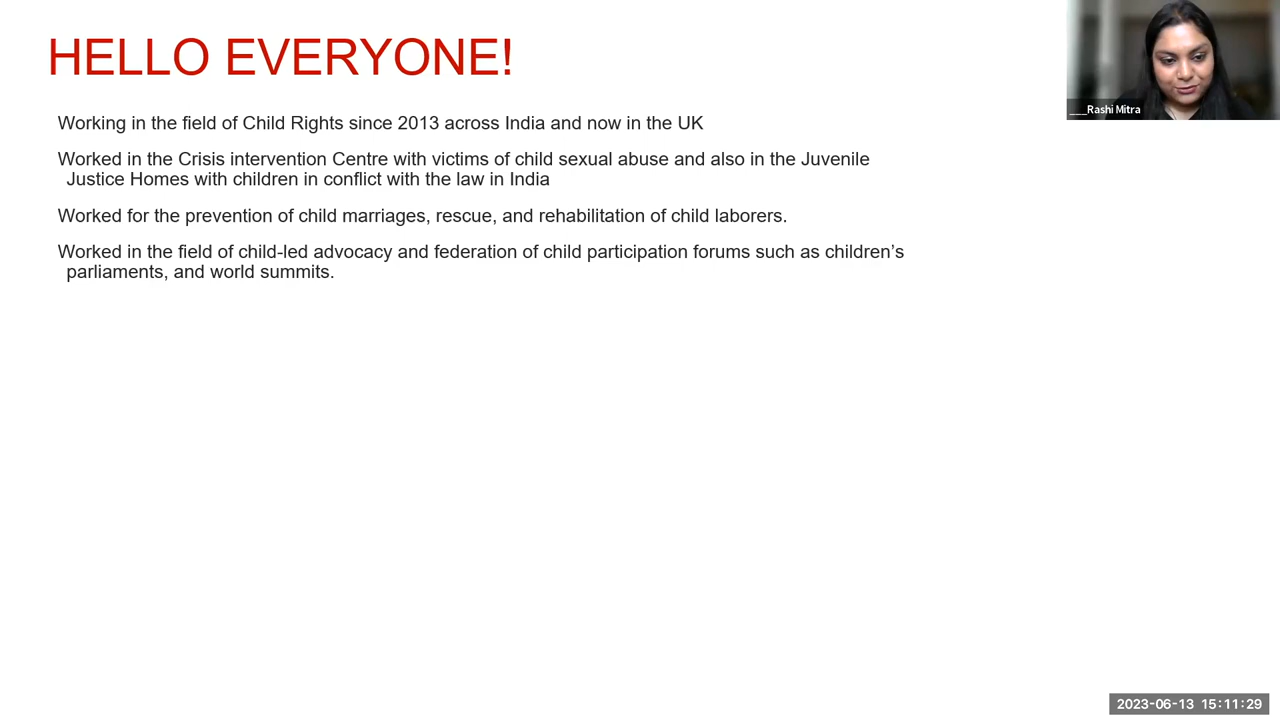 HELLO EVERYONE!
___Rashi Mitra
Working in the field of Child Rights since 2013 across India and now in the UK
Worked in the Crisis intervention Centre with victims of child sexual abuse and also in the Juvenile
Justice Homes with children in conflict with the law in India
Worked for the prevention of child marriages, rescue, and rehabilitation of child laborers.
Worked in the field of child-led advocacy and federation of child participation forums such as children’s
parliaments, and world summits.
2023-06-13 15:11:29